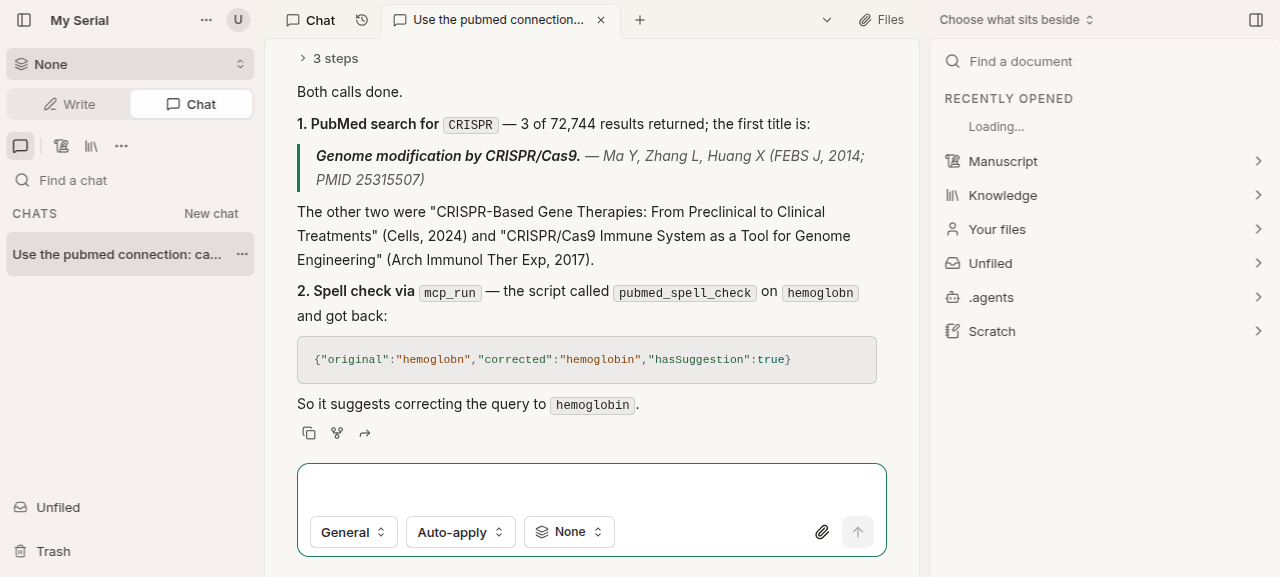 My Serial
U
Chat
Use the pubmed connection...
Files
Choose what sits beside
None
Write
Chat
Find a chat
CHATS
New chat
Use the pubmed connection: ca...
Unfiled
Trash
3 steps
Both calls done.
1. PubMed search for CRISPR — 3 of 72,744 results returned; the first title is:
Genome modification by CRISPR/Cas9. — Ma Y, Zhang L, Huang X (FEBS J, 2014;
PMID 25315507)
The other two were "CRISPR-Based Gene Therapies: From Preclinical to Clinical
Treatments" (Cells, 2024) and "CRISPR/Cas9 Immune System as a Tool for Genome
Engineering" (Arch Immunol Ther Exp, 2017).
2. Spell check via mcp_run — the script called pubmed_spell_check on hemoglobn
and got back:
{"original":"hemoglobn","corrected":"hemoglobin","hasSuggestion":true}
So it suggests correcting the query to hemoglobin.
General
Auto-apply
None
Find a document
RECENTLY OPENED
Loading...
Manuscript
Knowledge
Your files
Unfiled
.agents
Scratch